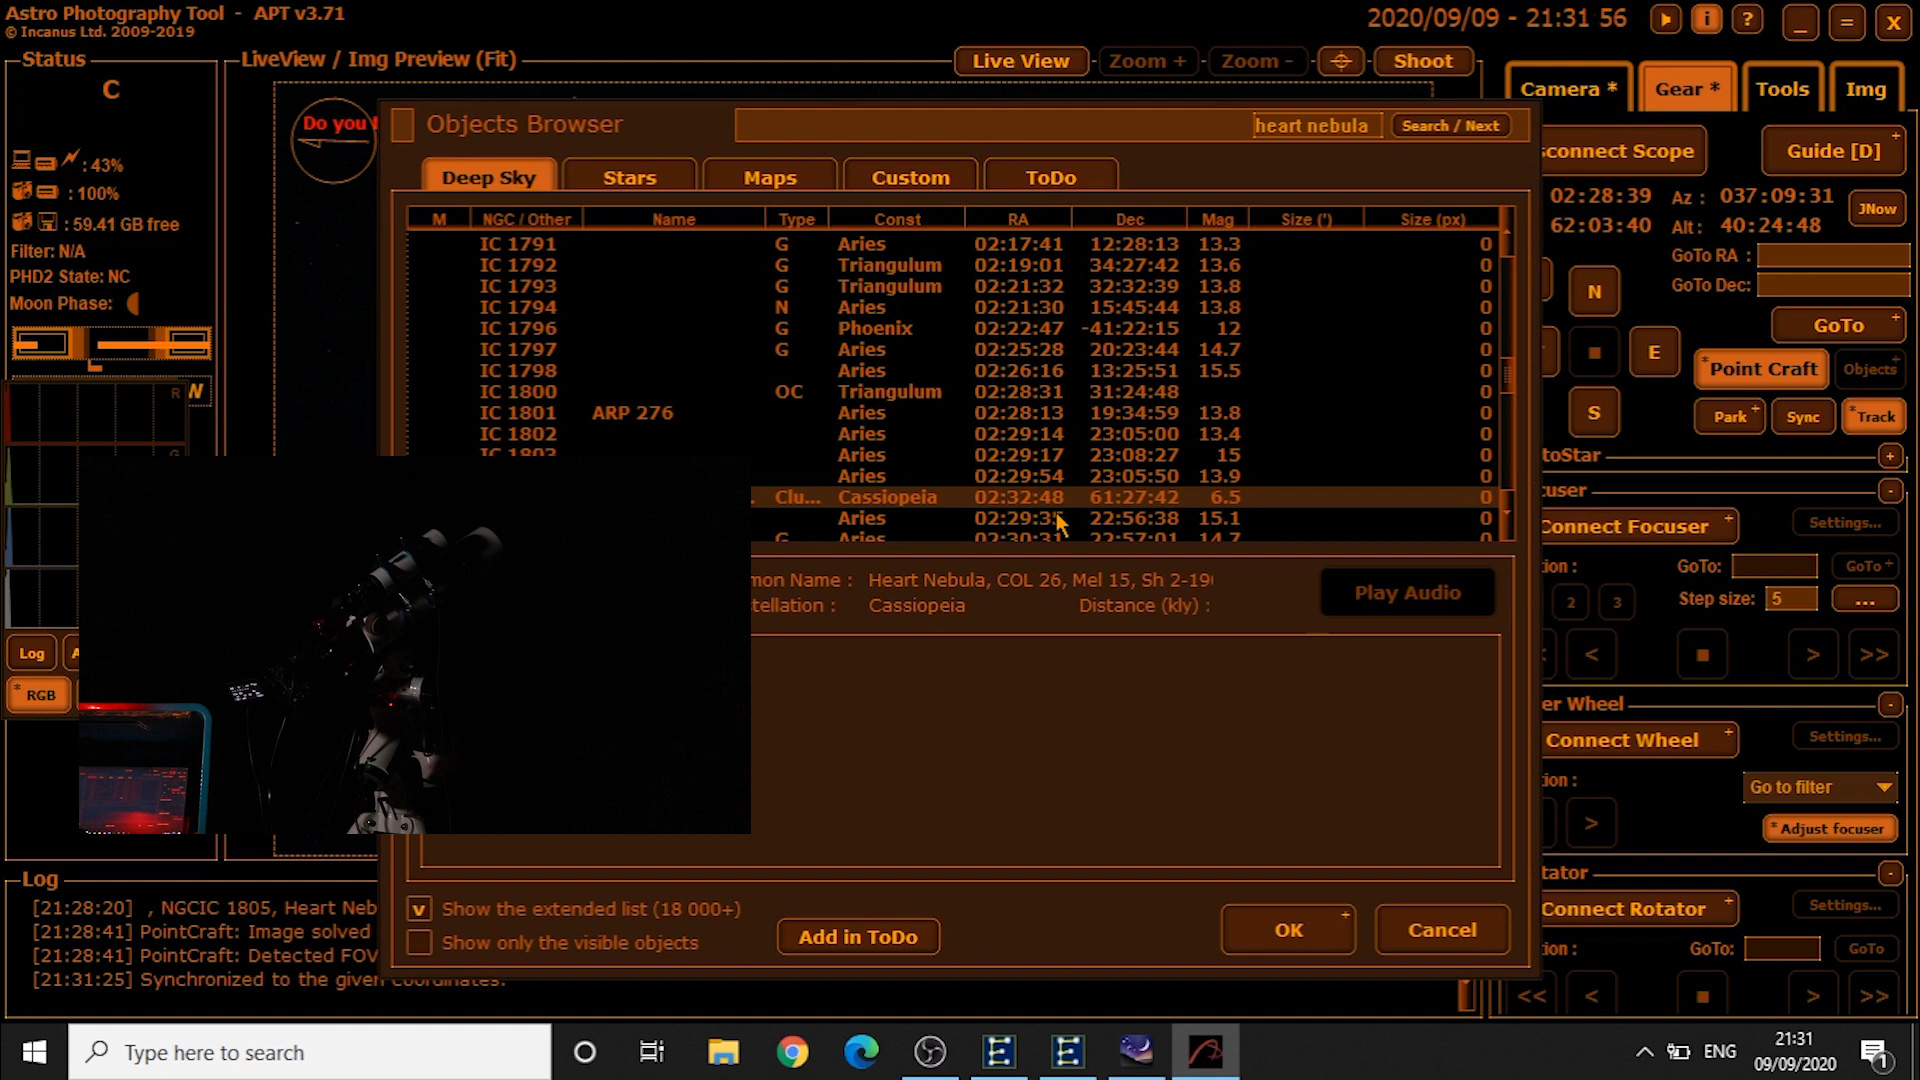 Astro Photography Tool - APT v3.71
© Incanus Ltd. 2009-2019
2020/09/09 - 21:31 56
i
?
_
=
X
Status
C
: 43%
: 100%
: 59.41 GB free
Filter: N/A
PHD2 State: NC
Moon Phase:
W
R
G
Log
RGB
LiveView / Img Preview (Fit)
Live View
Zoom +
Zoom -
Shoot
Do you
Objects Browser
heart nebula
Search / Next
Deep Sky
Stars
Maps
Custom
ToDo
M NGC / Other Name Type Const RA Dec Mag Size (') Size (px)
IC 1791 G Aries 02:17:41 12:28:13 13.3 0
IC 1792 G Triangulum 02:19:01 34:27:42 13.6 0
IC 1793 G Triangulum 02:21:32 32:32:39 13.8 0
IC 1794 N Aries 02:21:30 15:45:44 13.8 0
IC 1796 G Phoenix 02:22:47 -41:22:15 12 0
IC 1797 G Aries 02:25:28 20:23:44 14.7 0
IC 1798 Aries 02:26:16 13:25:51 15.5 0
IC 1800 OC Triangulum 02:28:31 31:24:48 0
IC 1801 ARP 276 Aries 02:28:13 19:34:59 13.8 0
IC 1802 Aries 02:29:14 23:05:00 13.4 0
IC 1803 Aries 02:29:17 23:08:27 15 0
Aries 02:29:54 23:05:50 13.9 0
Clu... Cassiopeia 02:32:48 61:27:42 6.5 0
Aries 22:56:38 15.1 0
G Aries 02:30:31 22:57:01 14.7 0
mon Name : Heart Nebula, COL 26, Mel 15, Sh 2-19
tellation : Cassiopeia Distance (kly) :
Play Audio
v Show the extended list (18 000+)
Show only the visible objects
Add in ToDo
OK +
Cancel
Camera *
Gear *
Tools
Img
sconnect Scope
Guide [D] +
02:28:39 Az : 037:09:31
62:03:40 Alt : 40:24:48
JNow
GoTo RA :
GoTo Dec:
N
E
S
GoTo +
*Point Craft
Objects +
Park +
Sync
*Track
toStar +
cuser -
Connect Focuser +
Settings...
tion : GoTo: GoTo +
2 3 Step size: 5 ...
< > >>
er Wheel -
Connect Wheel +
Settings...
tion : Go to filter
>
* Adjust focuser
tator -
Connect Rotator +
Settings...
tion : GoTo: GoTo
<< < > >>
Log
[21:28:20] , NGCIC 1805, Heart Neb
[21:28:41] PointCraft: Image solved
[21:28:41] PointCraft: Detected FOV
[21:31:25] Synchronized to the given coordinates.
Type here to search
ENG
21:31
09/09/2020
1